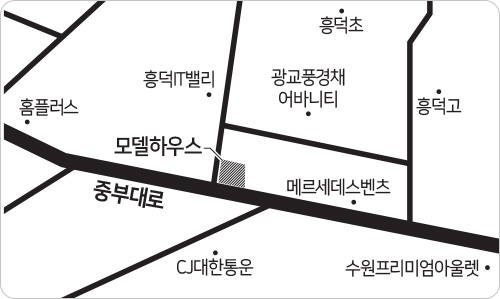 흥덕초
흥덕IT밸리
광교풍경채
어바니티
홈플러스
흥덕고
모델하우스
메르세데스벤츠
중부대로
CJ대한통운
수원프리미엄아울렛